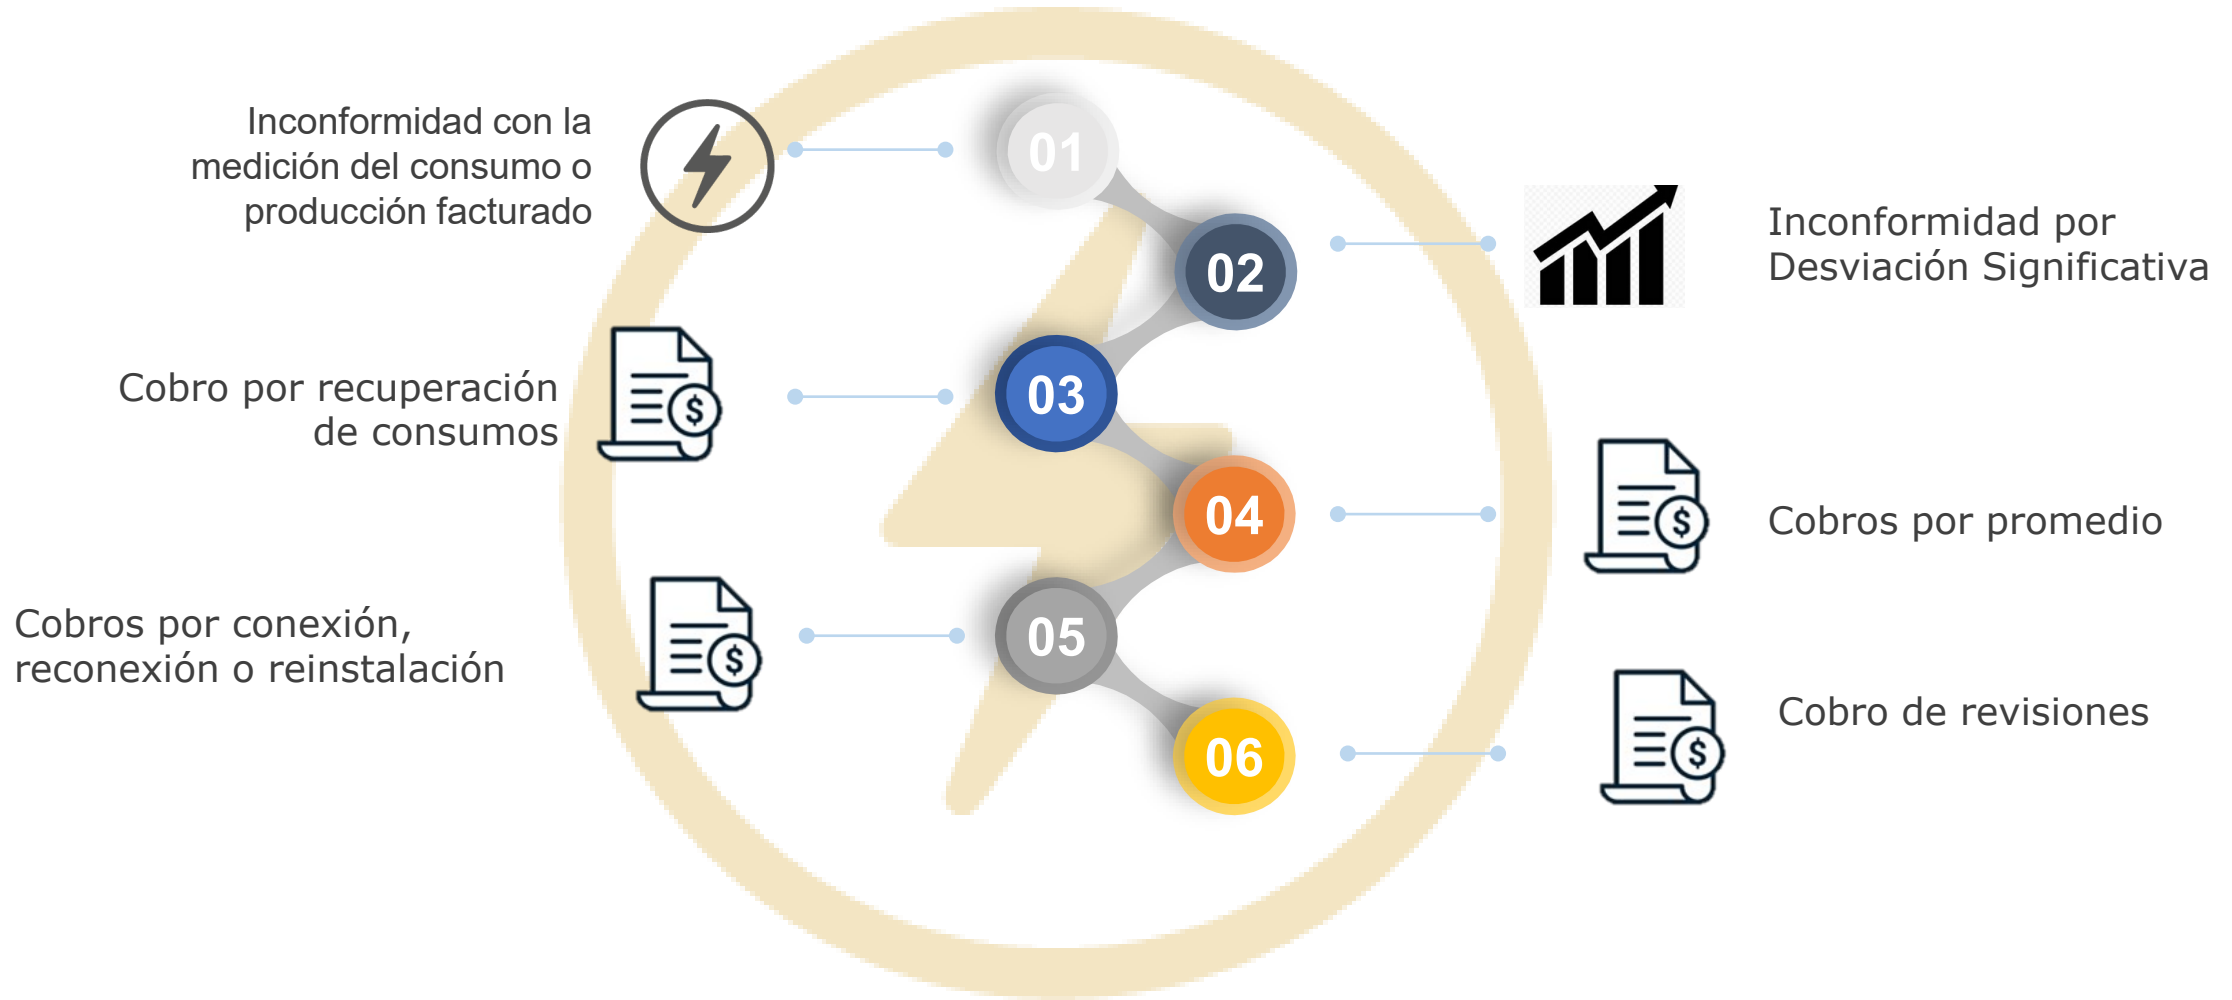 Inconformidad con la
medición del consumo o
producción facturado
01
02
Inconformidad por
Desviación Significativa
Cobro por recuperación
de consumos
$
03
04
$
Cobros por promedio
Cobros por conexión,
reconexión o reinstalación
$
05
06
$
Cobro de revisiones